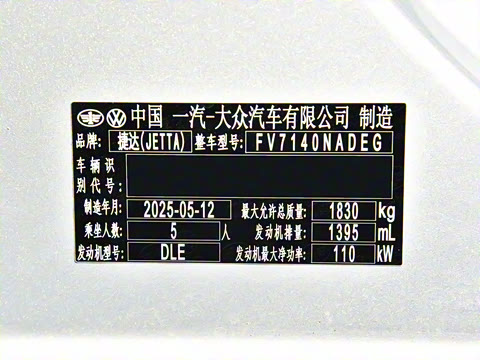 中国 一汽-大众汽车有限公司 制造
品牌: 捷达(JETTA) 整车型号: FV7140NADEG
车辆识
别代号:
制造年月: 2025-05-12 最大允许总质量: 1830 kg
乘坐人数: 5 人 发动机排量: 1395 mL
发动机型号: DLE 发动机最大净功率: 110 kW